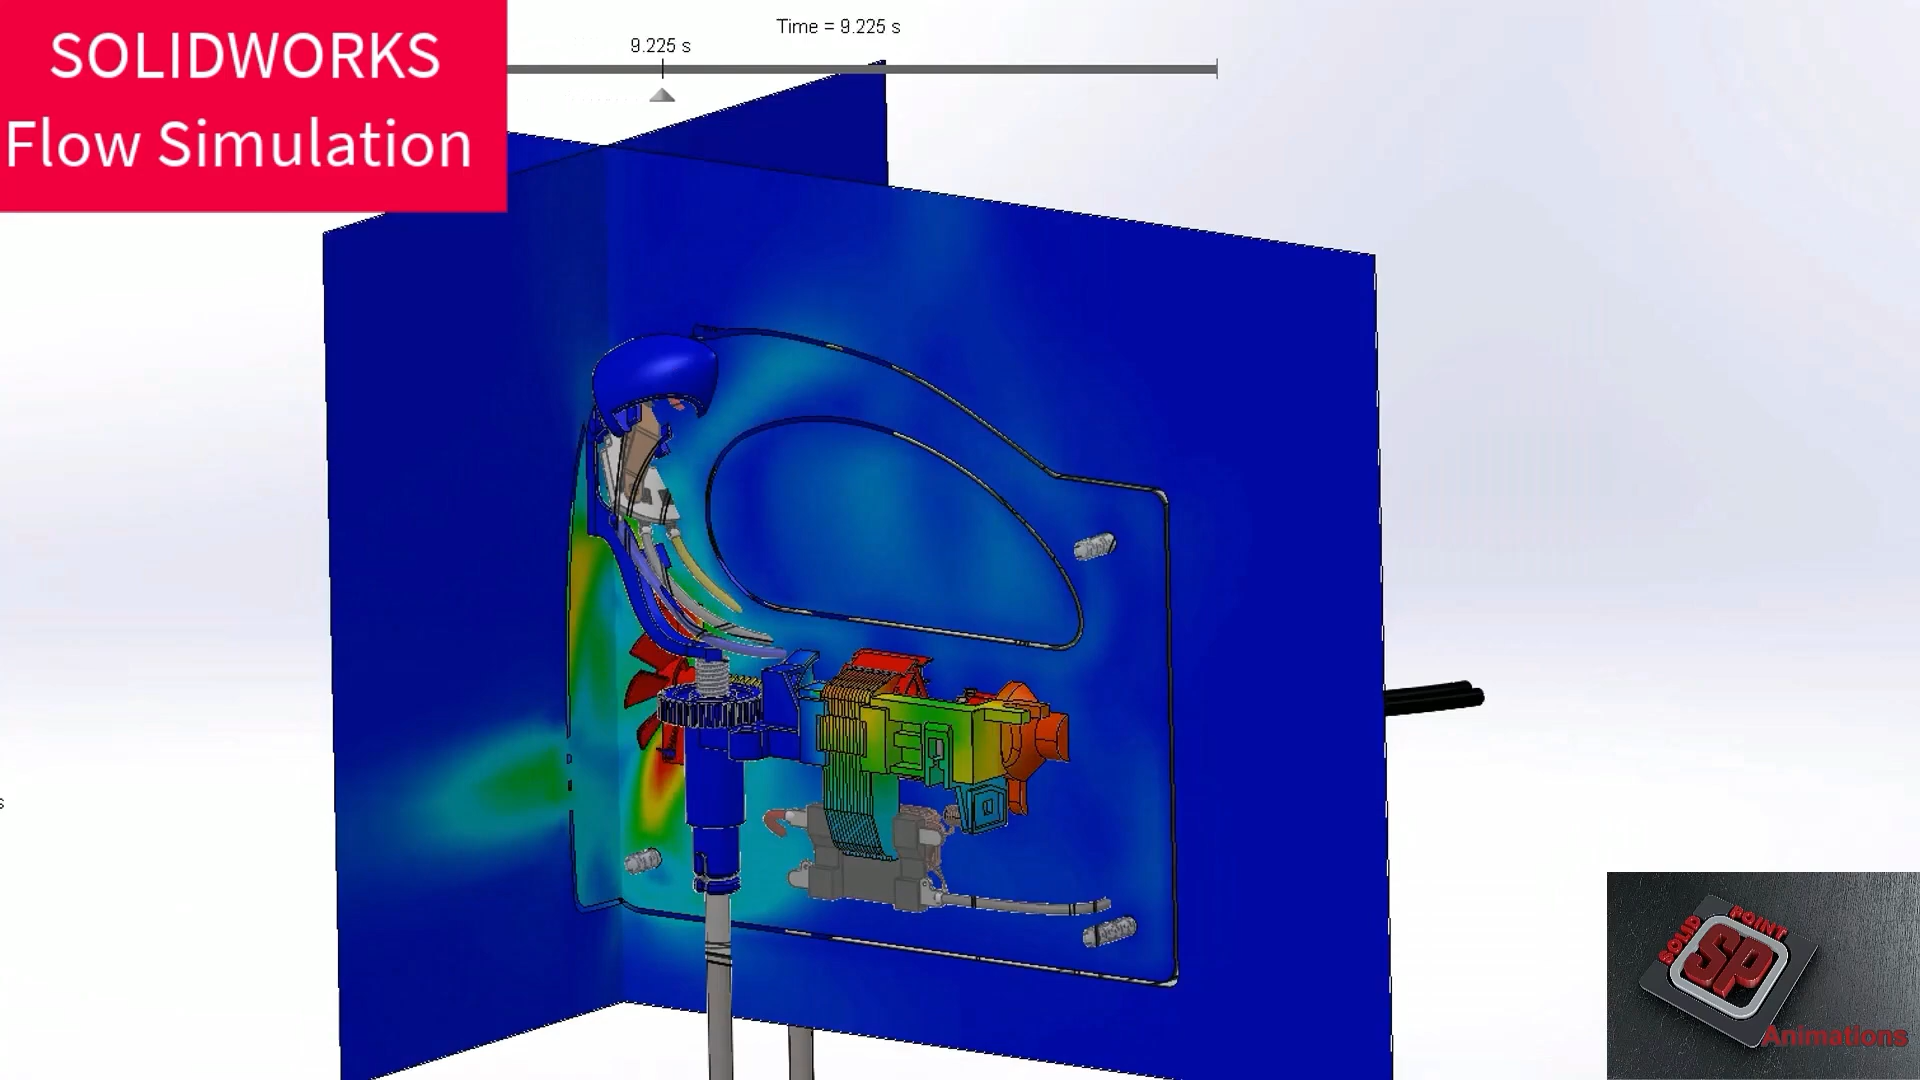 SOLIDWORKS
Flow Simulation
Time = 9.225 s
9.225 s
s
SOLID POINT
SP
Animations